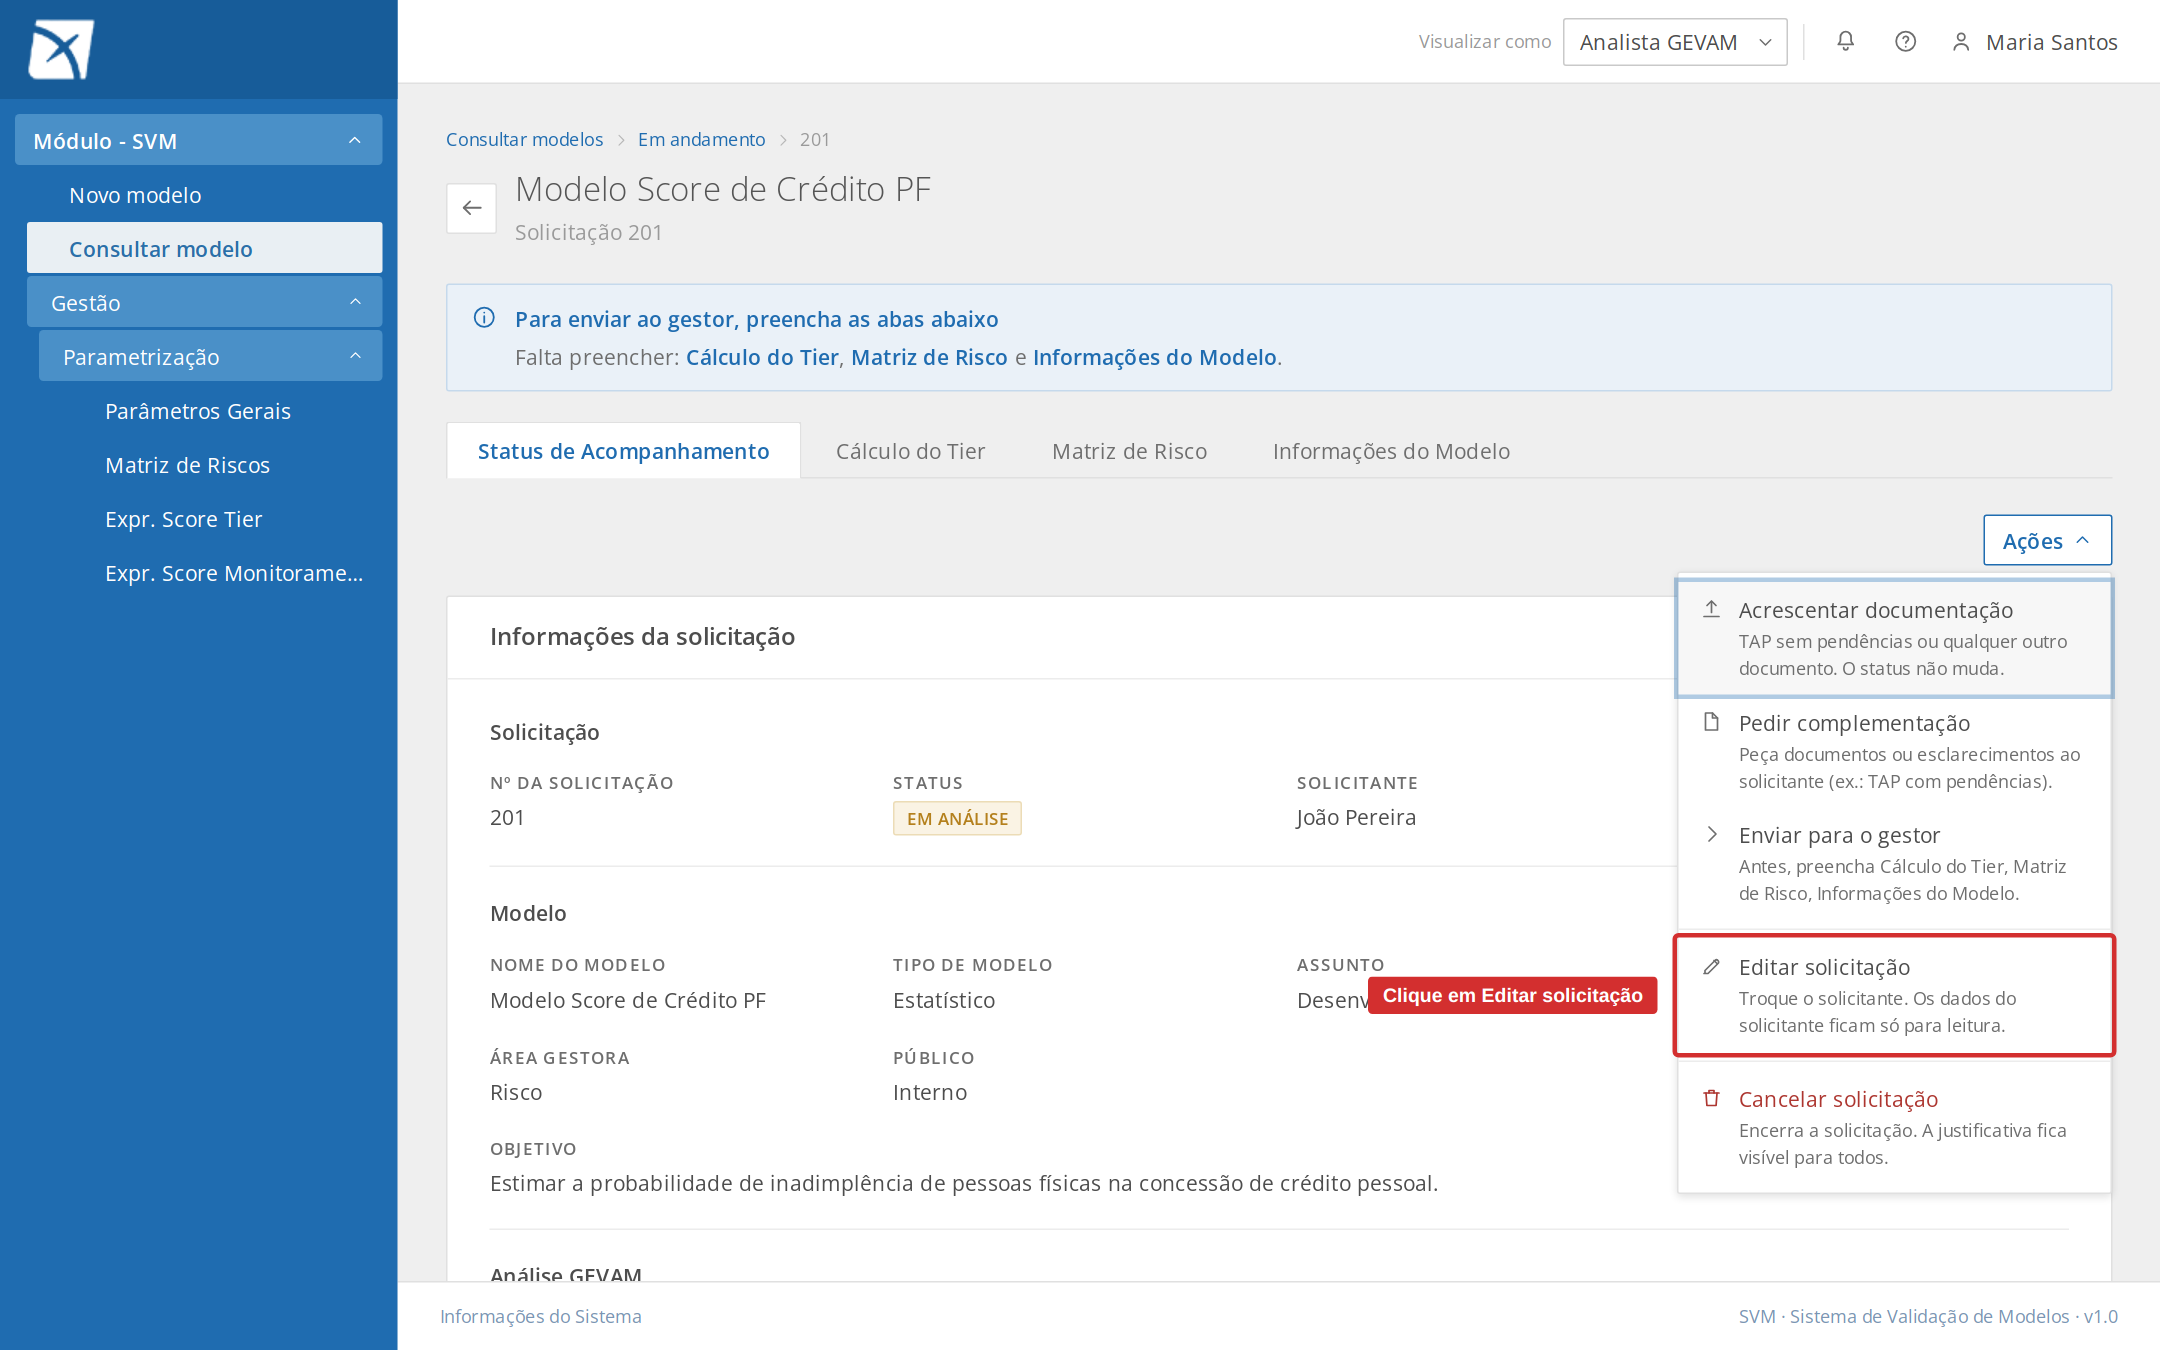 Visualizar como
Analista GEVAM
Maria Santos
Módulo - SVM
Novo modelo
Consultar modelo
Gestão
Parametrização
Parâmetros Gerais
Matriz de Riscos
Expr. Score Tier
Expr. Score Monitorame...
Consultar modelos > Em andamento > 201
Modelo Score de Crédito PF
Solicitação 201
Para enviar ao gestor, preencha as abas abaixo
Falta preencher: Cálculo do Tier, Matriz de Risco e Informações do Modelo.
Status de Acompanhamento
Cálculo do Tier
Matriz de Risco
Informações do Modelo
Ações
Acrescentar documentação
TAP sem pendências ou qualquer outro
documento. O status não muda.
Pedir complementação
Peça documentos ou esclarecimentos ao
solicitante (ex.: TAP com pendências).
Enviar para o gestor
Antes, preencha Cálculo do Tier, Matriz
de Risco, Informações do Modelo.
Editar solicitação
Troque o solicitante. Os dados do
solicitante ficam só para leitura.
Cancelar solicitação
Encerra a solicitação. A justificativa fica
visível para todos.
Clique em Editar solicitação
Informações da solicitação
Solicitação
Nº DA SOLICITAÇÃO
201
STATUS
EM ANÁLISE
SOLICITANTE
João Pereira
Modelo
NOME DO MODELO
Modelo Score de Crédito PF
TIPO DE MODELO
Estatístico
ASSUNTO
ÁREA GESTORA
Risco
PÚBLICO
Interno
OBJETIVO
Estimar a probabilidade de inadimplência de pessoas físicas na concessão de crédito pessoal.
Análise GEVAM
Informações do Sistema
SVM · Sistema de Validação de Modelos · v1.0